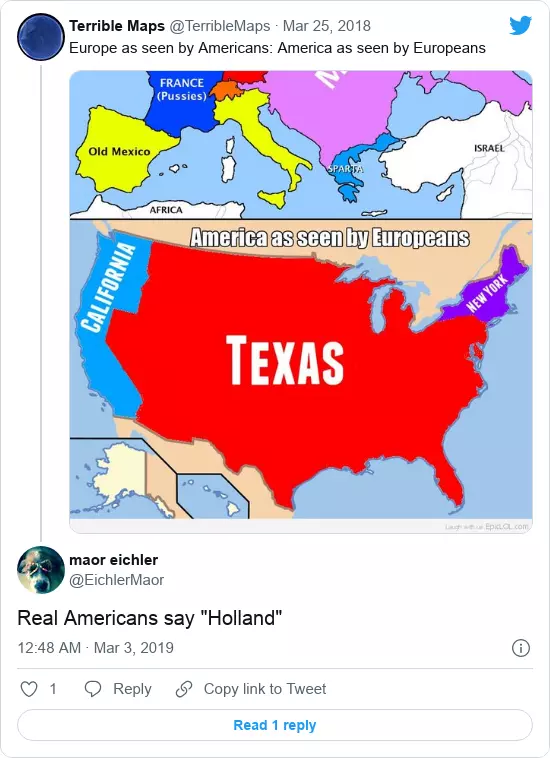 Terrible Maps @TerribleMaps · Mar 25, 2018
Europe as seen by Americans: America as seen by Europeans
FRANCE
(Pussies)
Old Mexico
SPARTA
ISRAEL
AFRICA
America as seen by Europeans
CALIFORNIA
NEW YORK
TEXAS
Laugh with us EpicLOL.com
maor eichler
@EichlerMaor
Real Americans say "Holland"
12:48 AM · Mar 3, 2019
1 Reply Copy link to Tweet
Read 1 reply